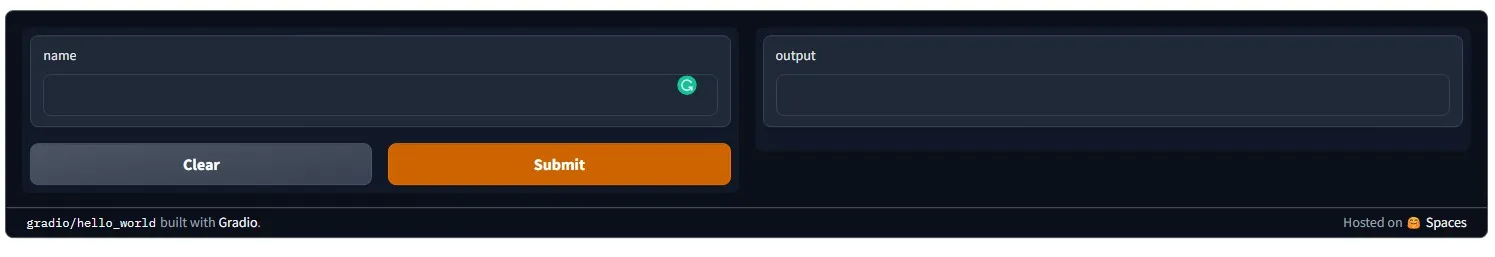 name
output
Clear
Submit
gradio/hello_world built with Gradio.
Hosted on 🤗 Spaces